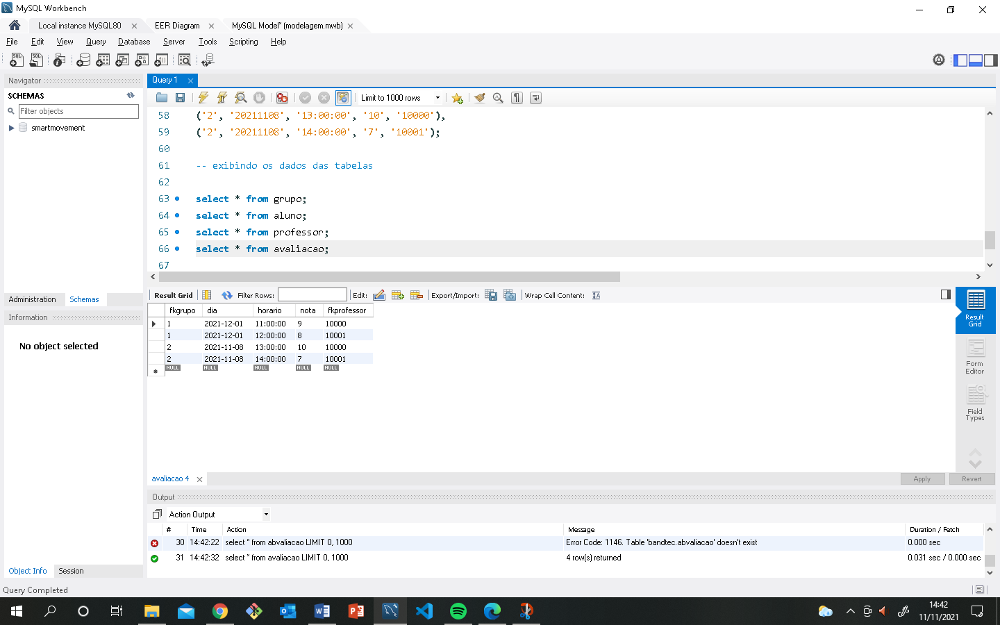 MySQL Workbench
Local instance MySQL80 EER Diagram MySQL Model* (modelagem.mwb)
File Edit View Query Database Server Tools Scripting Help
Navigator
SCHEMAS
Filter objects
smartmovement
Query 1
Limit to 1000 rows
58 ('2', '20211108', '13:00:00', '10', '10000'),
59 ('2', '20211108', '14:00:00', '7', '10001');
60
61 -- exibindo os dados das tabelas
62
63 select * from grupo;
64 select * from aluno;
65 select * from professor;
66 select * from avaliacao;
67
Administration Schemas
Information
No object selected
Result Grid Filter Rows: Edit: Export/Import: Wrap Cell Content:
fkgrupo dia horario nota fkprofessor
1 2021-12-01 11:00:00 9 10000
1 2021-12-01 12:00:00 8 10001
2 2021-11-08 13:00:00 10 10000
2 2021-11-08 14:00:00 7 10001
NULL NULL NULL NULL NULL
Result
Grid
Form
Editor
Field
Types
avaliacao 4
Apply Revert
Output
Action Output
# Time Action Message Duration / Fetch
30 14:42:22 select * from abvaliacao LIMIT 0, 1000 Error Code: 1146. Table 'bandtec.abvaliacao' doesn't exist 0.000 sec
31 14:42:32 select * from avaliacao LIMIT 0, 1000 4 row(s) returned 0.031 sec / 0.000 sec
Object Info Session
Query Completed
14:42
11/11/2021